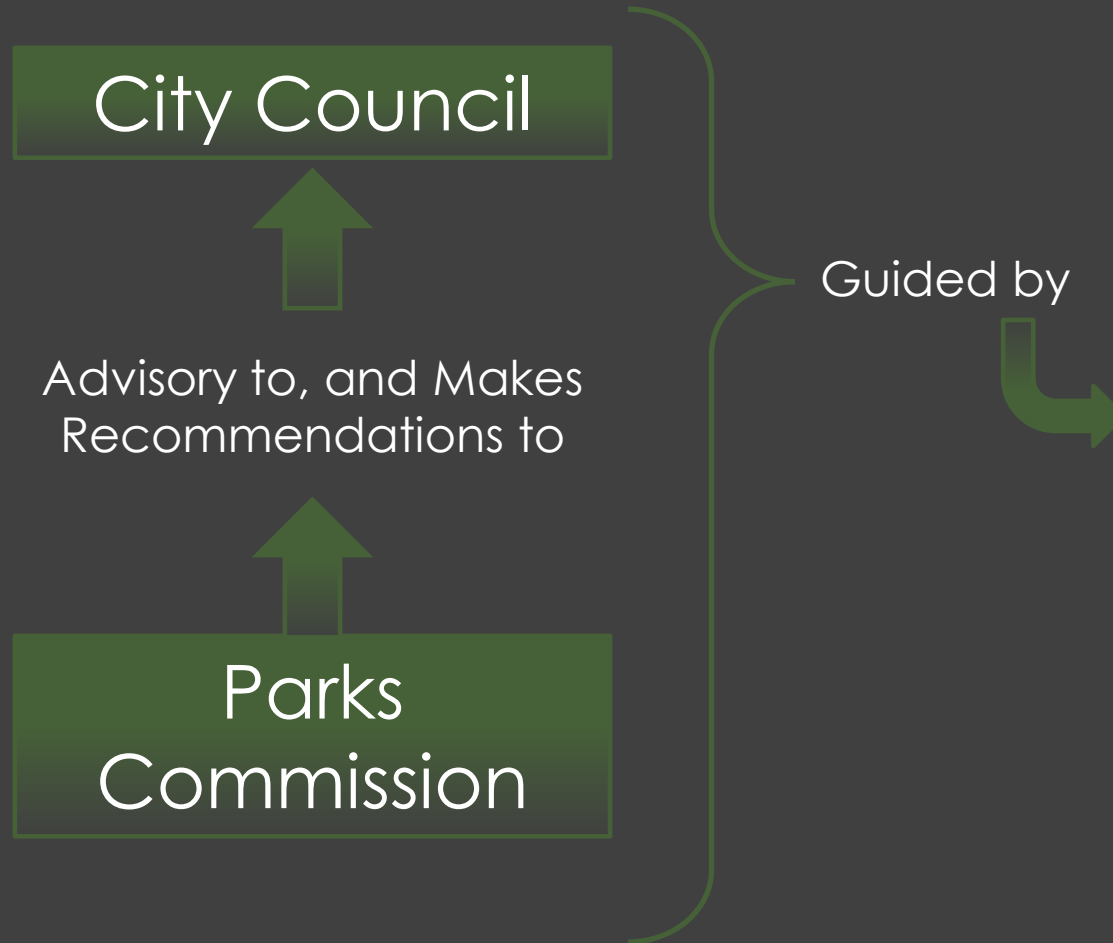 City Council
Guided by
Advisory to, and Makes
Recommendations to
Parks
Commission